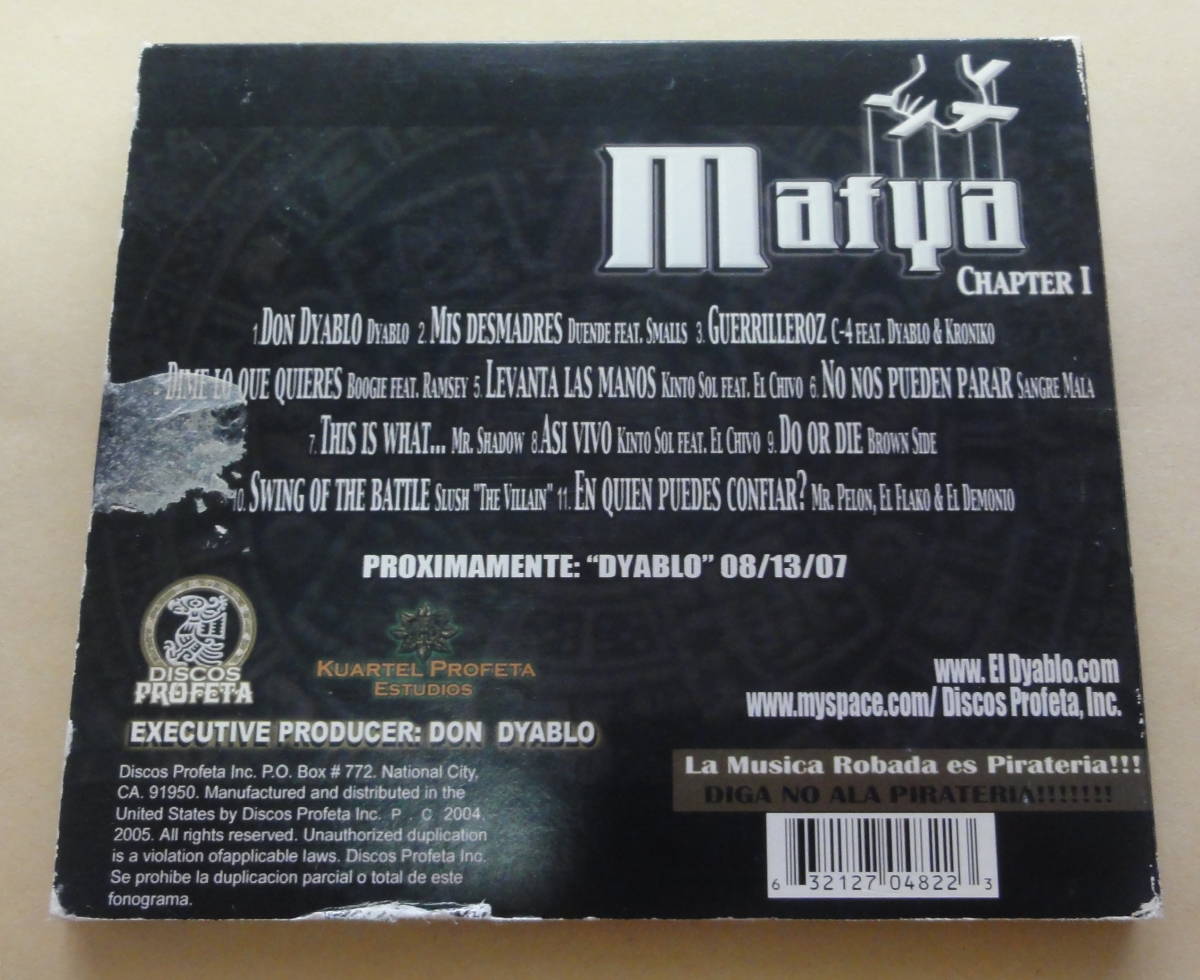 Mafya
CHAPTER I
1. DON DYABLO DYABLO 2. MIS DESMADRES DUENDE FEAT. SMALLS 3. GUERRILLEROZ C-4 FEAT. DYABLO & KRONIKO
DIME LO QUE QUIERES BOOGIE FEAT. RAMSEY 5. LEVANTA LAS MANOS KINTO SOL FEAT. EL CHIVO 6. NO NOS PUEDEN PARAR SANGRE MALA
7. THIS IS WHAT... MR. SHADOW 8. ASI VIVO KINTO SOL FEAT. EL CHIVO 9. DO OR DIE BROWN SIDE
10. SWING OF THE BATTLE SLUSH "THE VILLAIN" 11. EN QUIEN PUEDES CONFIAR? MR. PELON, EL FLAKO & EL DEMONIO
PROXIMAMENTE: "DYABLO" 08/13/07
DISCOS
PROFETA
KUARTEL PROFETA
ESTUDIOS
www. El Dyablo.com
www.myspace.com/ Discos Profeta, Inc.
EXECUTIVE PRODUCER: DON DYABLO
Discos Profeta Inc. P.O. Box # 772. National City,
CA. 91950. Manufactured and distributed in the
United States by Discos Profeta Inc. P . C 2004
2005. All rights reserved. Unauthorized duplication
is a violation ofapplicable laws. Discos Profeta Inc.
Se prohibe la duplicacion parcial o total de este
fonograma.
La Musica Robada es Pirateria!!!
DIGA NO ALA PIRATERIA!!!!!!!
6 32127 04822 3